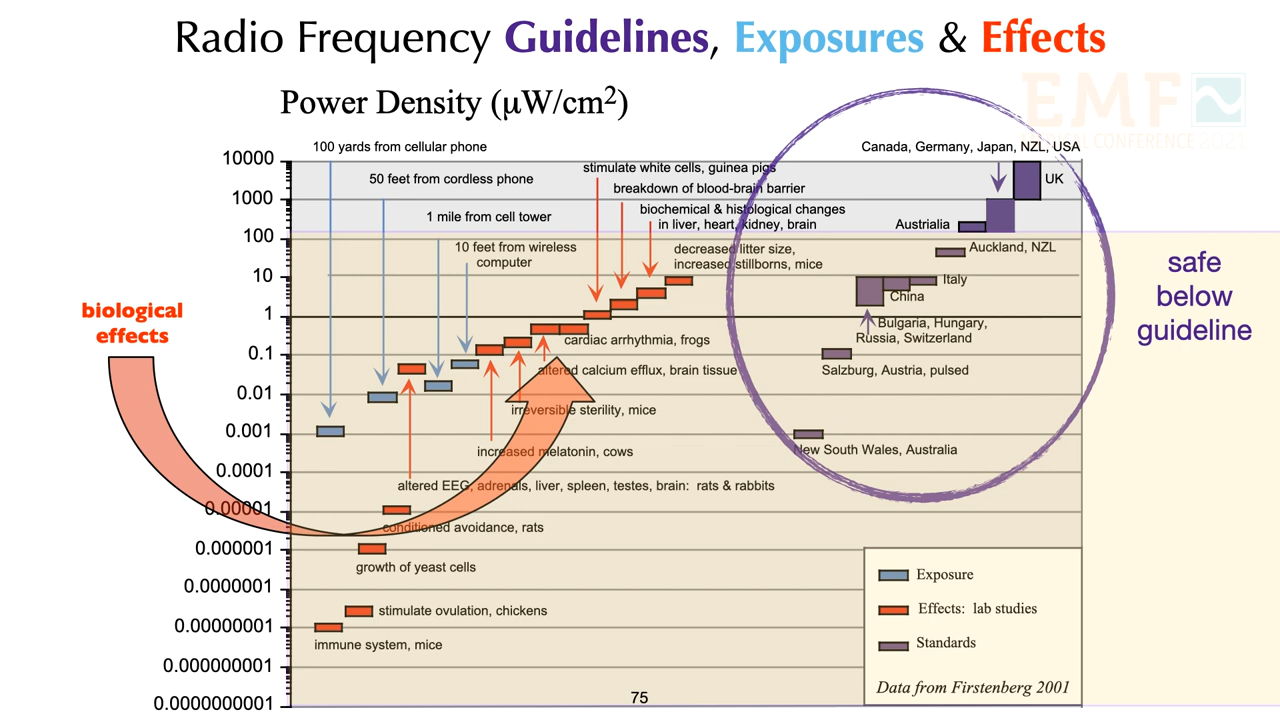 Radio Frequency Guidelines, Exposures & Effects
Power Density (µW/cm2)
EMF
MEDICAL CONFERENCE 2021
100 yards from cellular phone
Canada, Germany, Japan, NZL, USA
10000
1000
100
10
1
0.1
0.01
0.001
0.0001
0.00001
0.000001
0.0000001
0.00000001
0.000000001
0.0000000001
50 feet from cordless phone
1 mile from cell tower
10 feet from wireless
computer
stimulate white cells, guinea pigs
breakdown of blood-brain barrier
biochemical & histological changes
in liver, heart, kidney, brain
decreased litter size,
increased stillborns, mice
cardiac arrhythmia, frogs
altered calcium efflux, brain tissue
irreversible sterility, mice
increased melatonin, cows
altered EEG, adrenals, liver, spleen, testes, brain: rats & rabbits
conditioned avoidance, rats
growth of yeast cells
stimulate ovulation, chickens
immune system, mice
UK
Austrialia
Auckland, NZL
Italy
China
Bulgaria, Hungary,
Russia, Switzerland
Salzburg, Austria, pulsed
New South Wales, Australia
biological
effects
safe
below
guideline
Exposure
Effects: lab studies
Standards
Data from Firstenberg 2001
75